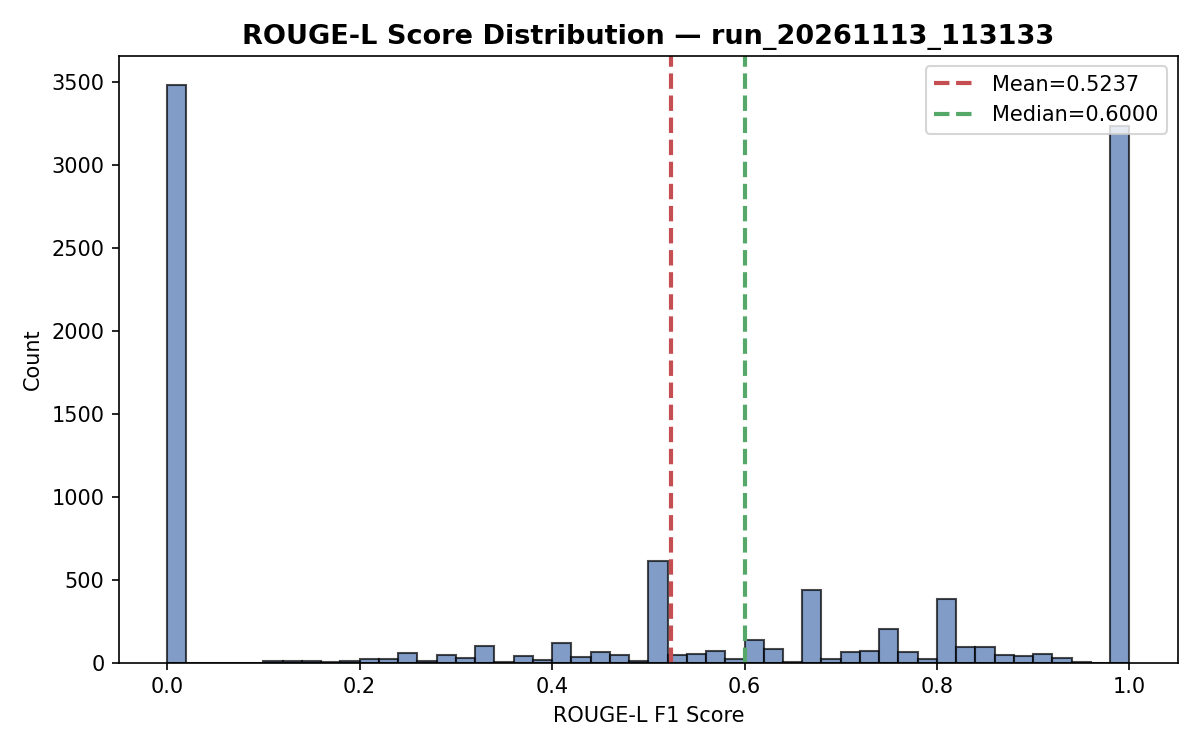 ROUGE-L Score Distribution — run_20261113_113133
Mean=0.5237
Median=0.6000
3500
3000
2500
2000
1500
1000
500
0
Count
0.0 0.2 0.4 0.6 0.8 1.0
ROUGE-L F1 Score